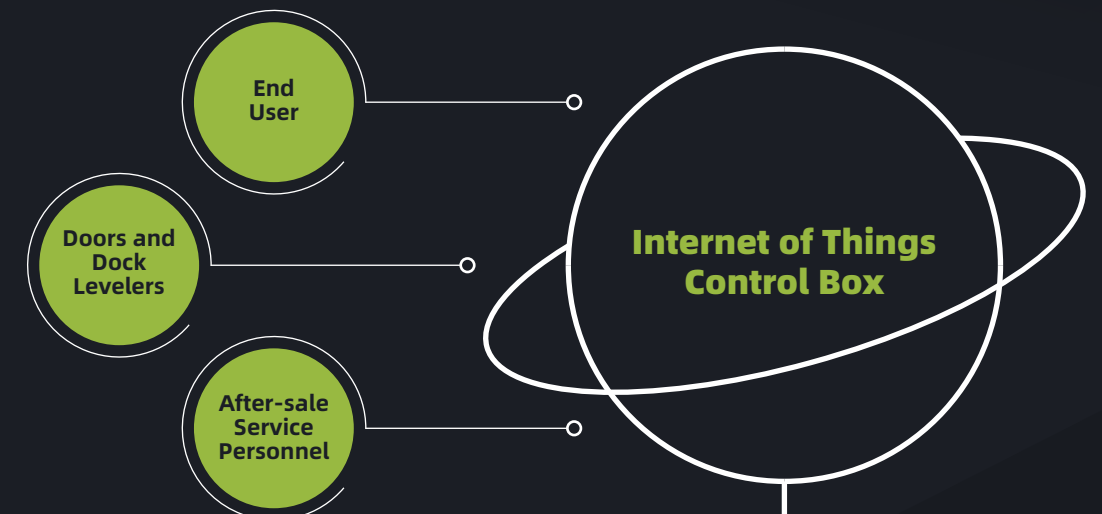 End
User
Doors and
Dock
Levelers
After-sale
Service
Personnel
Internet of Things
Control Box